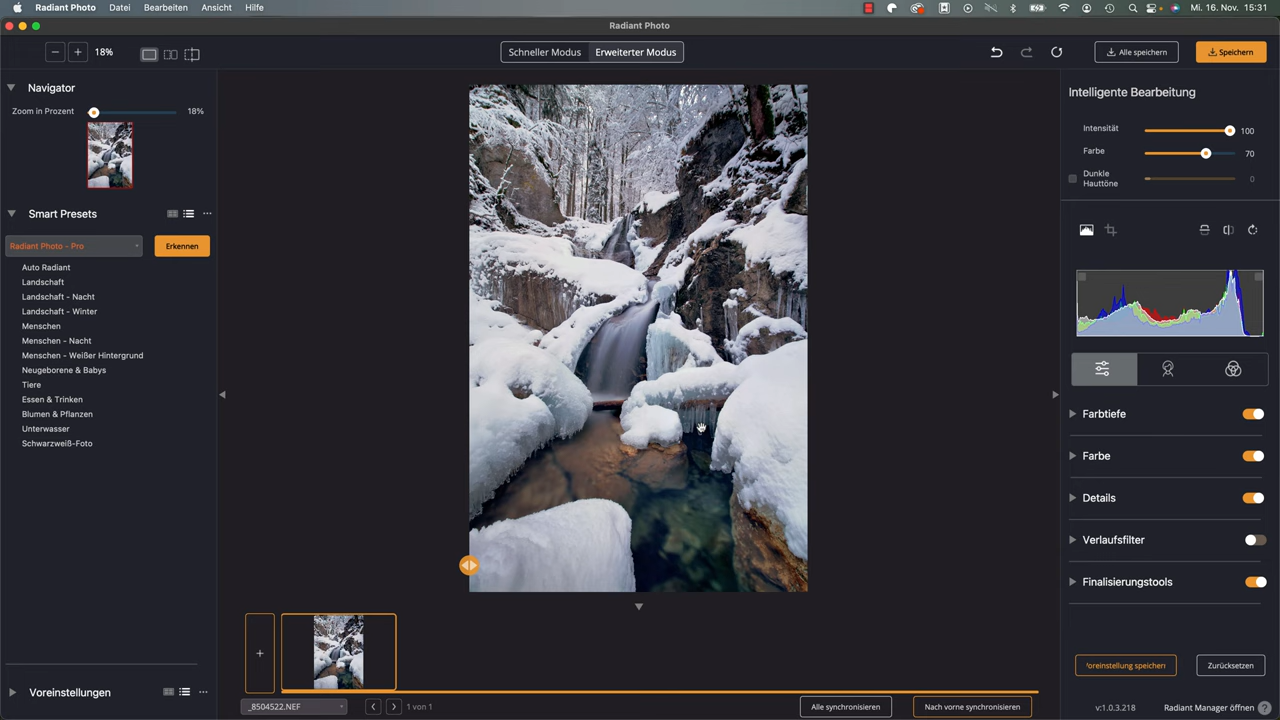 Radiant Photo Datei Bearbeiten Ansicht Hilfe Mi. 16. Nov. 15:31
Radiant Photo
18% Schneller Modus Erweiterter Modus Alle speichern Speichern
Navigator
Zoom in Prozent 18%
Smart Presets
Radiant Photo - Pro Erkennen
Auto Radiant
Landschaft
Landschaft - Nacht
Landschaft - Winter
Menschen
Menschen - Nacht
Menschen - Weißer Hintergrund
Neugeborene & Babys
Tiere
Essen & Trinken
Blumen & Pflanzen
Unterwasser
Schwarzweiß-Foto
Voreinstellungen
_8504522.NEF 1 von 1 Alle synchronisieren Nach vorne synchronisieren
Intelligente Bearbeitung
Intensität 100
Farbe 70
Dunkle
Hauttöne 0
Farbtiefe
Farbe
Details
Verlaufsfilter
Finalisierungstools
oreinstellung speicher Zurücksetzen
v:1.0.3.218 Radiant Manager öffnen ?